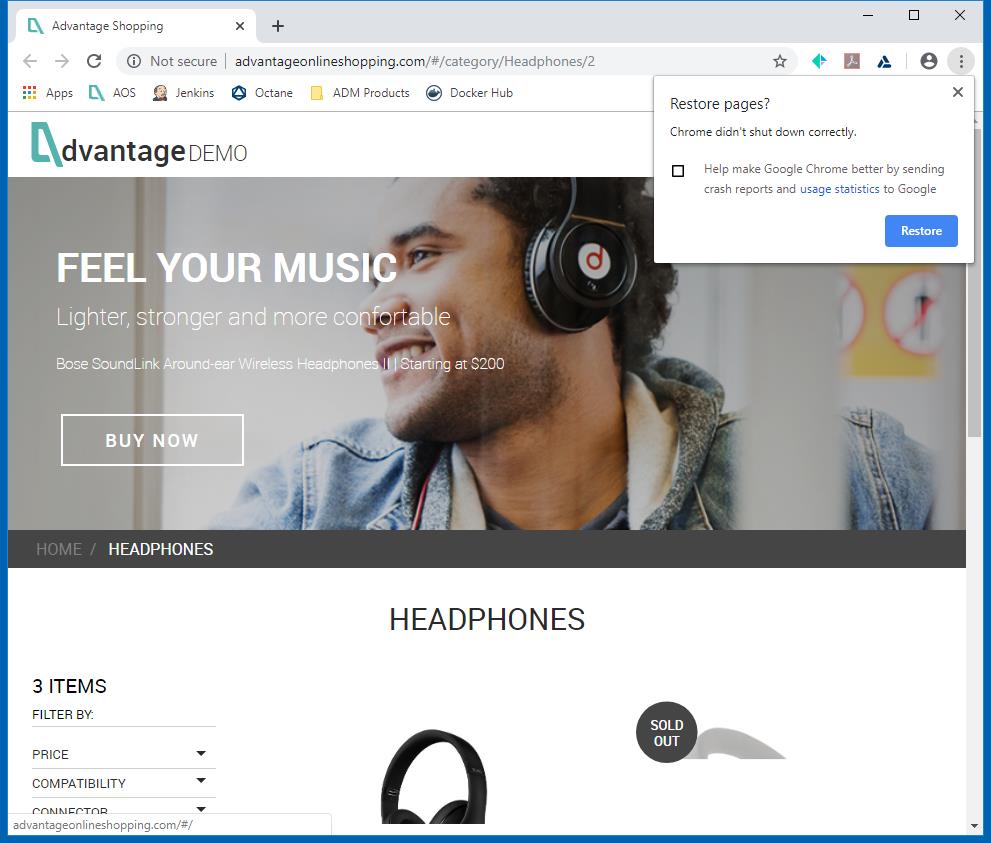 Advantage Shopping
Not secure
advantageonlineshopping.com/#/category/Headphones/2
Apps
AOS
Jenkins
Octane
ADM Products
Docker Hub
Restore pages?
Chrome didn't shut down correctly.
Help make Google Chrome better by sending
crash reports and usage statistics to Google
Restore
dvantage DEMO
FEEL YOUR MUSIC
Lighter, stronger and more comfortable
Bose SoundLink Around-ear Wireless Headphones II | Starting at $200
BUY NOW
HOME / HEADPHONES
HEADPHONES
3 ITEMS
FILTER BY:
PRICE
COMPATIBILITY
CONNECTOR
SOLD
OUT
advantageonlineshopping.com/#/